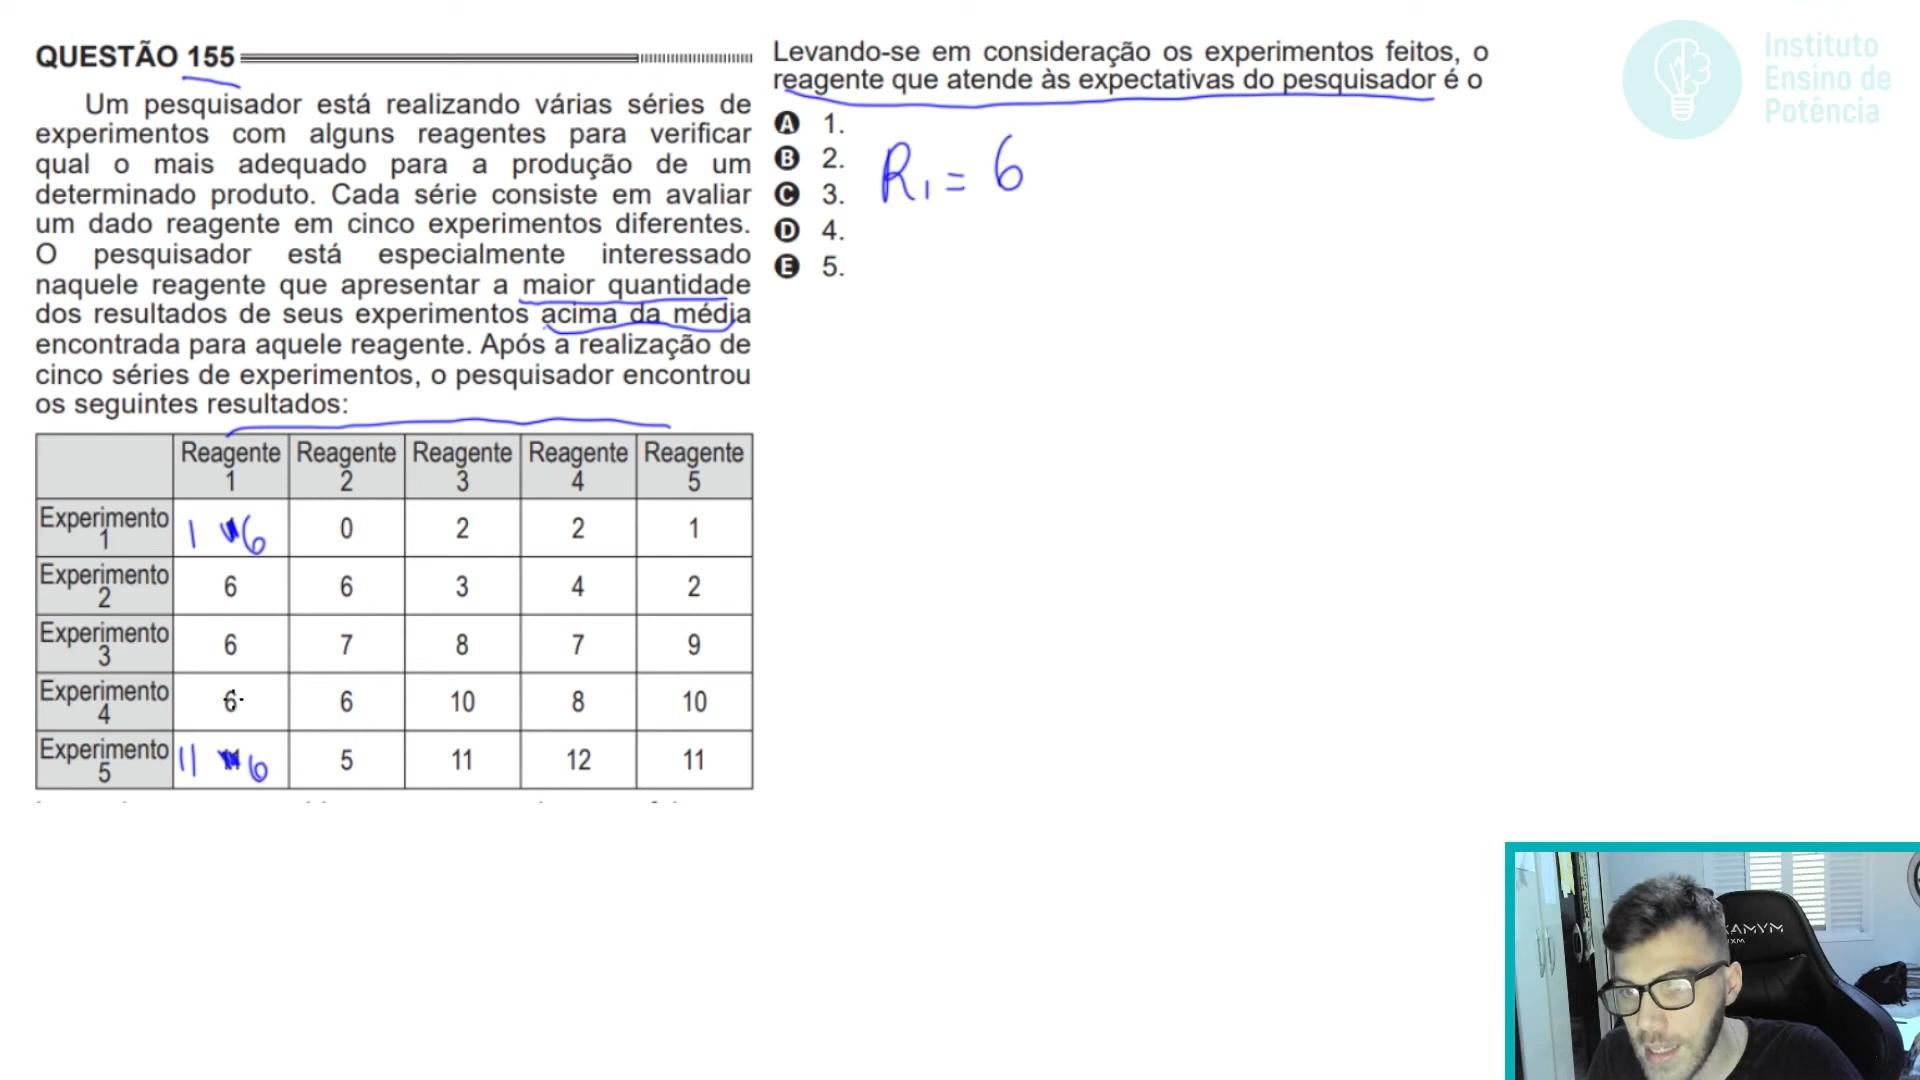 QUESTÃO 155
Um pesquisador está realizando várias séries de
experimentos com alguns reagentes para verificar
qual o mais adequado para a produção de um
determinado produto. Cada série consiste em avaliar
um dado reagente em cinco experimentos diferentes.
O pesquisador está especialmente interessado
naquele reagente que apresentar a maior quantidade
dos resultados de seus experimentos acima da média
encontrada para aquele reagente. Após a realização de
cinco séries de experimentos, o pesquisador encontrou
os seguintes resultados:
Reagente 1 Reagente 2 Reagente 3 Reagente 4 Reagente 5
Experimento 1 1 6 0 2 2 1
Experimento 2 6 6 3 4 2
Experimento 3 6 7 8 7 9
Experimento 4 6 6 10 8 10
Experimento 5 11 6 5 11 12 11
Levando-se em consideração os experimentos feitos, o
reagente que atende às expectativas do pesquisador é o
A 1.
B 2.
C 3.
D 4.
E 5.
R1 = 6
Instituto
Ensino de
Potência